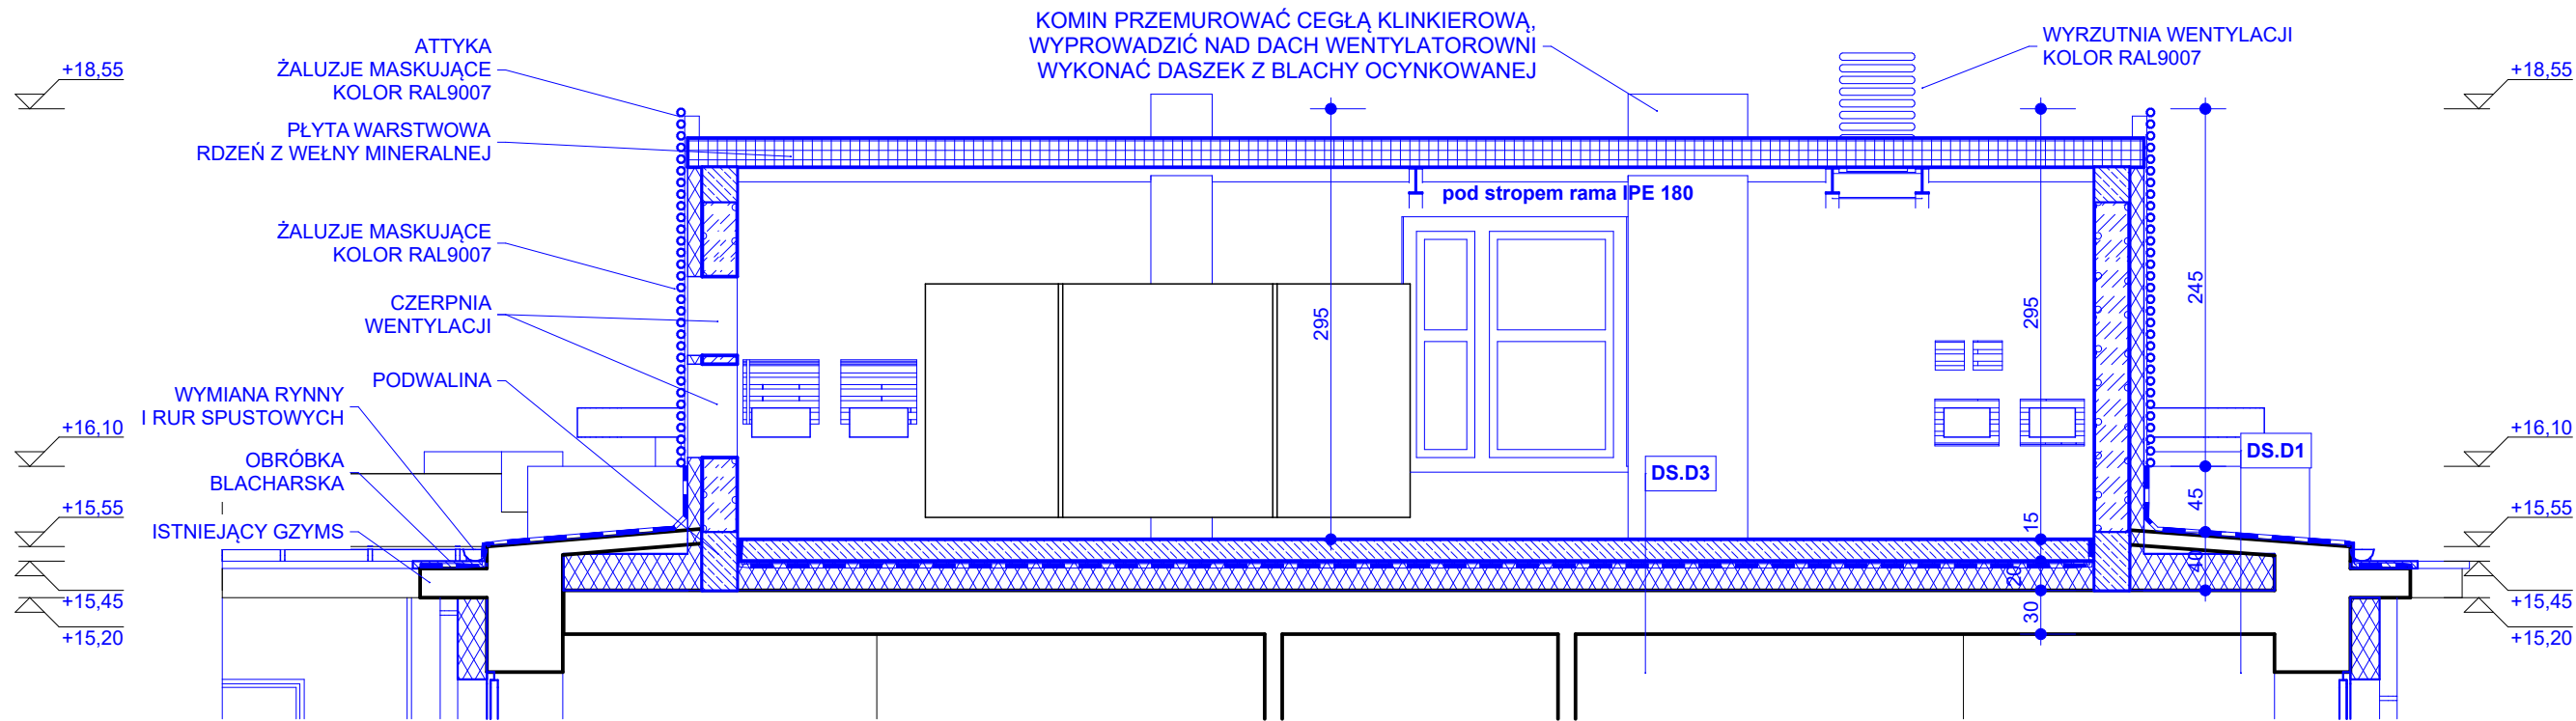 KOMIN PRZEMUROWAĆ CEGŁĄ KLINKIEROWĄ,
WYPROWADZIĆ NAD DACH WENTYLATOROWNI
WYKONAĆ DASZEK Z BLACHY OCYNKOWANEJ
WYRZUTNIA WENTYLACJI
KOLOR RAL9007
ATTYKA
ŻALUZJE MASKUJĄCE
KOLOR RAL9007
+18,55
+18,55
PŁYTA WARSTWOWA
RDZEŃ Z WEŁNY MINERALNEJ
pod stropem rama IPE 180
ŻALUZJE MASKUJĄCE
KOLOR RAL9007
CZERPNIA
WENTYLACJI
295
295
245
PODWALINA
WYMIANA RYNNY
I RUR SPUSTOWYCH
+16,10
+16,10
OBRÓBKA
BLACHARSKA
DS.D3
DS.D1
+15,55
+15,55
ISTNIEJĄCY GZYMS
15
45
20
40
30
+15,45
+15,45
+15,20
+15,20